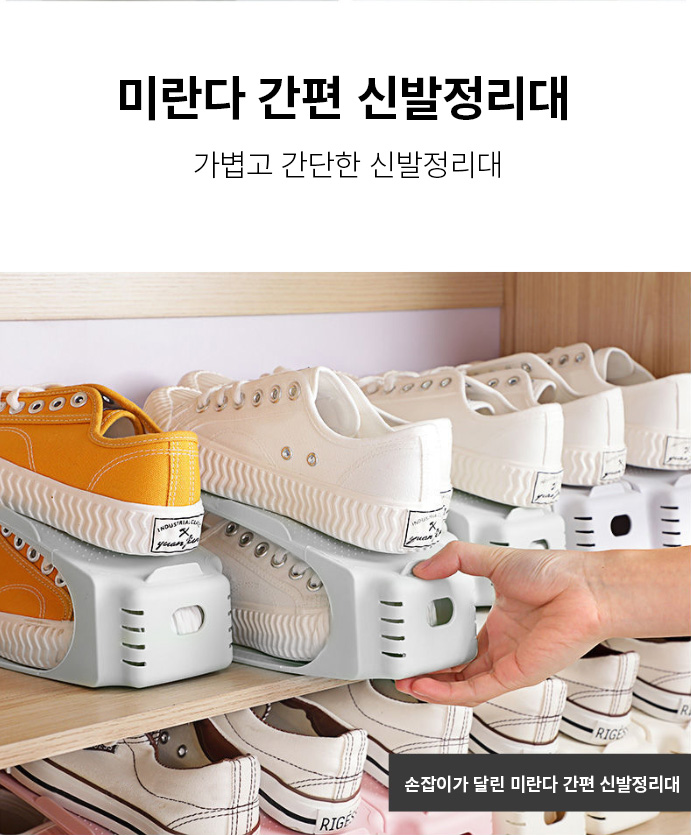 미란다 간편 신발정리대
가볍고 간단한 신발정리대
INDUSTRIAL
INDUSTRIAL
RIGES
RIGE
손잡이가 달린 미란다 간편 신발정리대